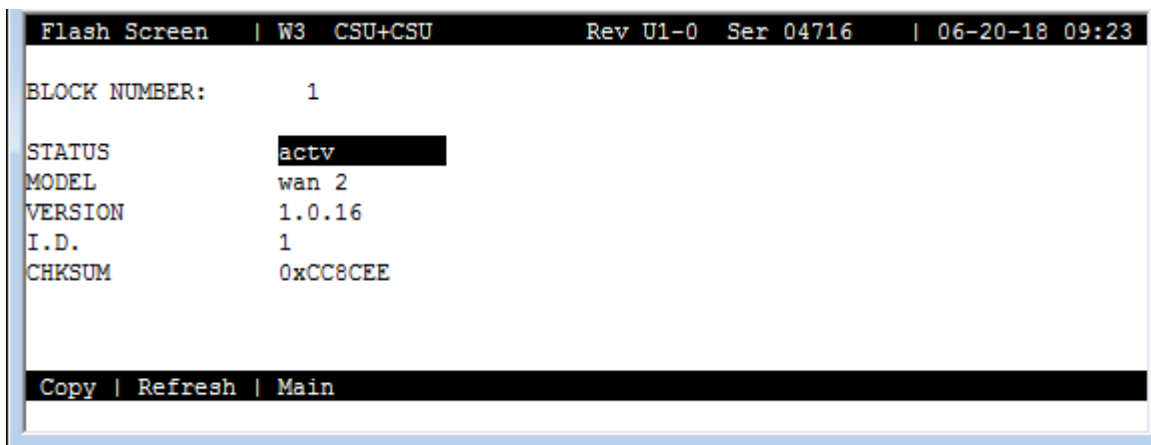 Flash Screen | W3 CSU+CSU Rev U1-0 Ser 04716 | 06-20-18 09:23
BLOCK NUMBER: 1
STATUS actv
MODEL wan 2
VERSION 1.0.16
I.D. 1
CHKSUM 0xCC8CEE
Copy | Refresh | Main